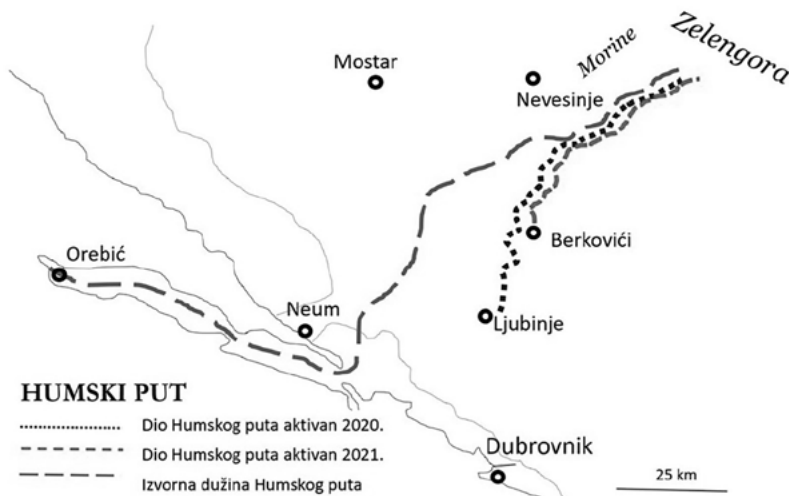 Zelengora
Morine
Mostar
Nevesinje
Berkovići
Orebić
Neum
Ljubinje
HUMSKI PUT
Dio Humskog puta aktivan 2020.
Dio Humskog puta aktivan 2021.
Izvorna dužina Humskog puta
Dubrovnik
25 km